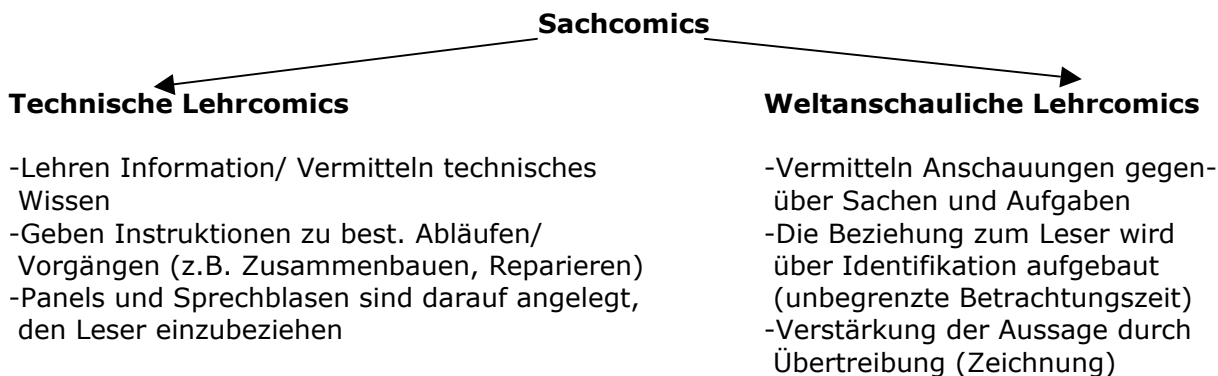 Sachcomics
Technische Lehrcomics
-Lehren Information/ Vermitteln technisches
Wissen
-Geben Instruktionen zu best. Abläufen/
Vorgängen (z.B. Zusammenbauen, Reparieren)
-Panels und Sprechblasen sind darauf angelegt,
den Leser einzubeziehen
Weltanschauliche Lehrcomics
-Vermitteln Anschauungen gegen-
über Sachen und Aufgaben
-Die Beziehung zum Leser wird
über Identifikation aufgebaut
(unbegrenzte Betrachtungszeit)
-Verstärkung der Aussage durch
Übertreibung (Zeichnung)